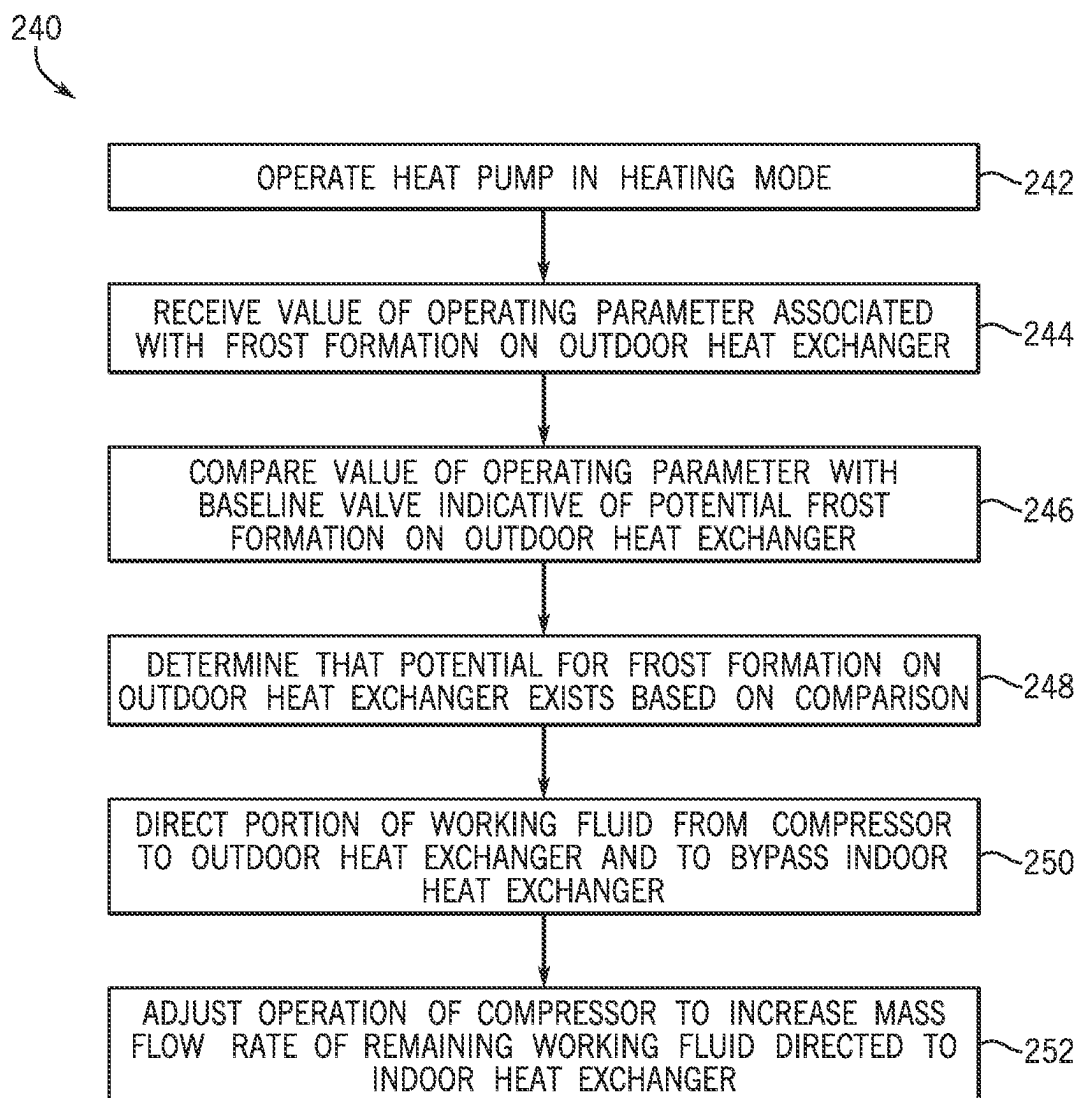 240
OPERATE HEAT PUMP IN HEATING MODE
242
RECEIVE VALUE OF OPERATING PARAMETER ASSOCIATED
WITH FROST FORMATION ON OUTDOOR HEAT EXCHANGER
244
COMPARE VALUE OF OPERATING PARAMETER WITH
BASELINE VALVE INDICATIVE OF POTENTIAL FROST
FORMATION ON OUTDOOR HEAT EXCHANGER
246
DETERMINE THAT POTENTIAL FOR FROST FORMATION ON
OUTDOOR HEAT EXCHANGER EXISTS BASED ON COMPARISON
248
DIRECT PORTION OF WORKING FLUID FROM COMPRESSOR
TO OUTDOOR HEAT EXCHANGER AND TO BYPASS INDOOR
HEAT EXCHANGER
250
ADJUST OPERATION OF COMPRESSOR TO INCREASE MASS
FLOW RATE OF REMAINING WORKING FLUID DIRECTED TO
INDOOR HEAT EXCHANGER
252